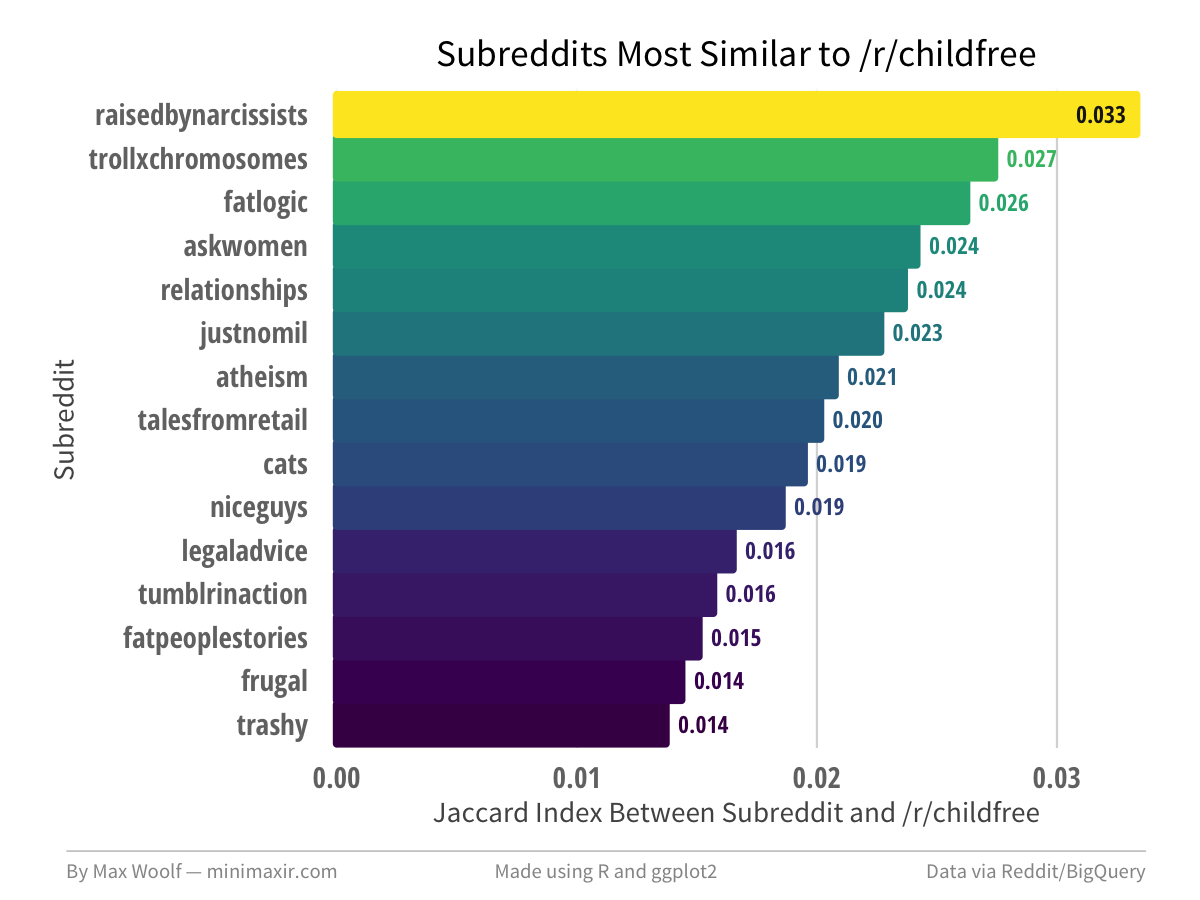 Subreddits Most Similar to /r/childfree
raisedbynarcissists 0.033
trollxchromosomes 0.027
fatlogic 0.026
askwomen 0.024
relationships 0.024
justnomil 0.023
atheism 0.021
talesfromretail 0.020
cats 0.019
niceguys 0.019
legaladvice 0.016
tumblrinaction 0.016
fatpeoplestories 0.015
frugal 0.014
trashy 0.014
Subreddit
0.00 0.01 0.02 0.03
Jaccard Index Between Subreddit and /r/childfree
By Max Woolf — minimaxir.com Made using R and ggplot2 Data via Reddit/BigQuery